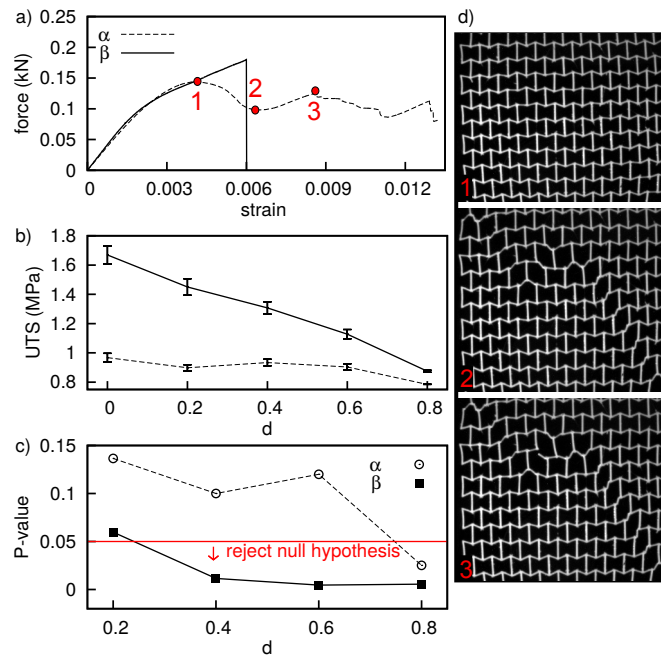 a)
α
β
force (kN)
0.25
0.20
0.15
0.10
0.05
0
1
2
3
0
0.003
0.006
0.009
0.012
strain
b)
UTS (MPa)
1.8
1.6
1.4
1.2
1
0.8
0
0.2
0.4
0.6
0.8
d
c)
P-value
0.15
0.10
0.05
0
α
β
↓ reject null hypothesis
0.2
0.4
0.6
0.8
d
d)
1
2
3